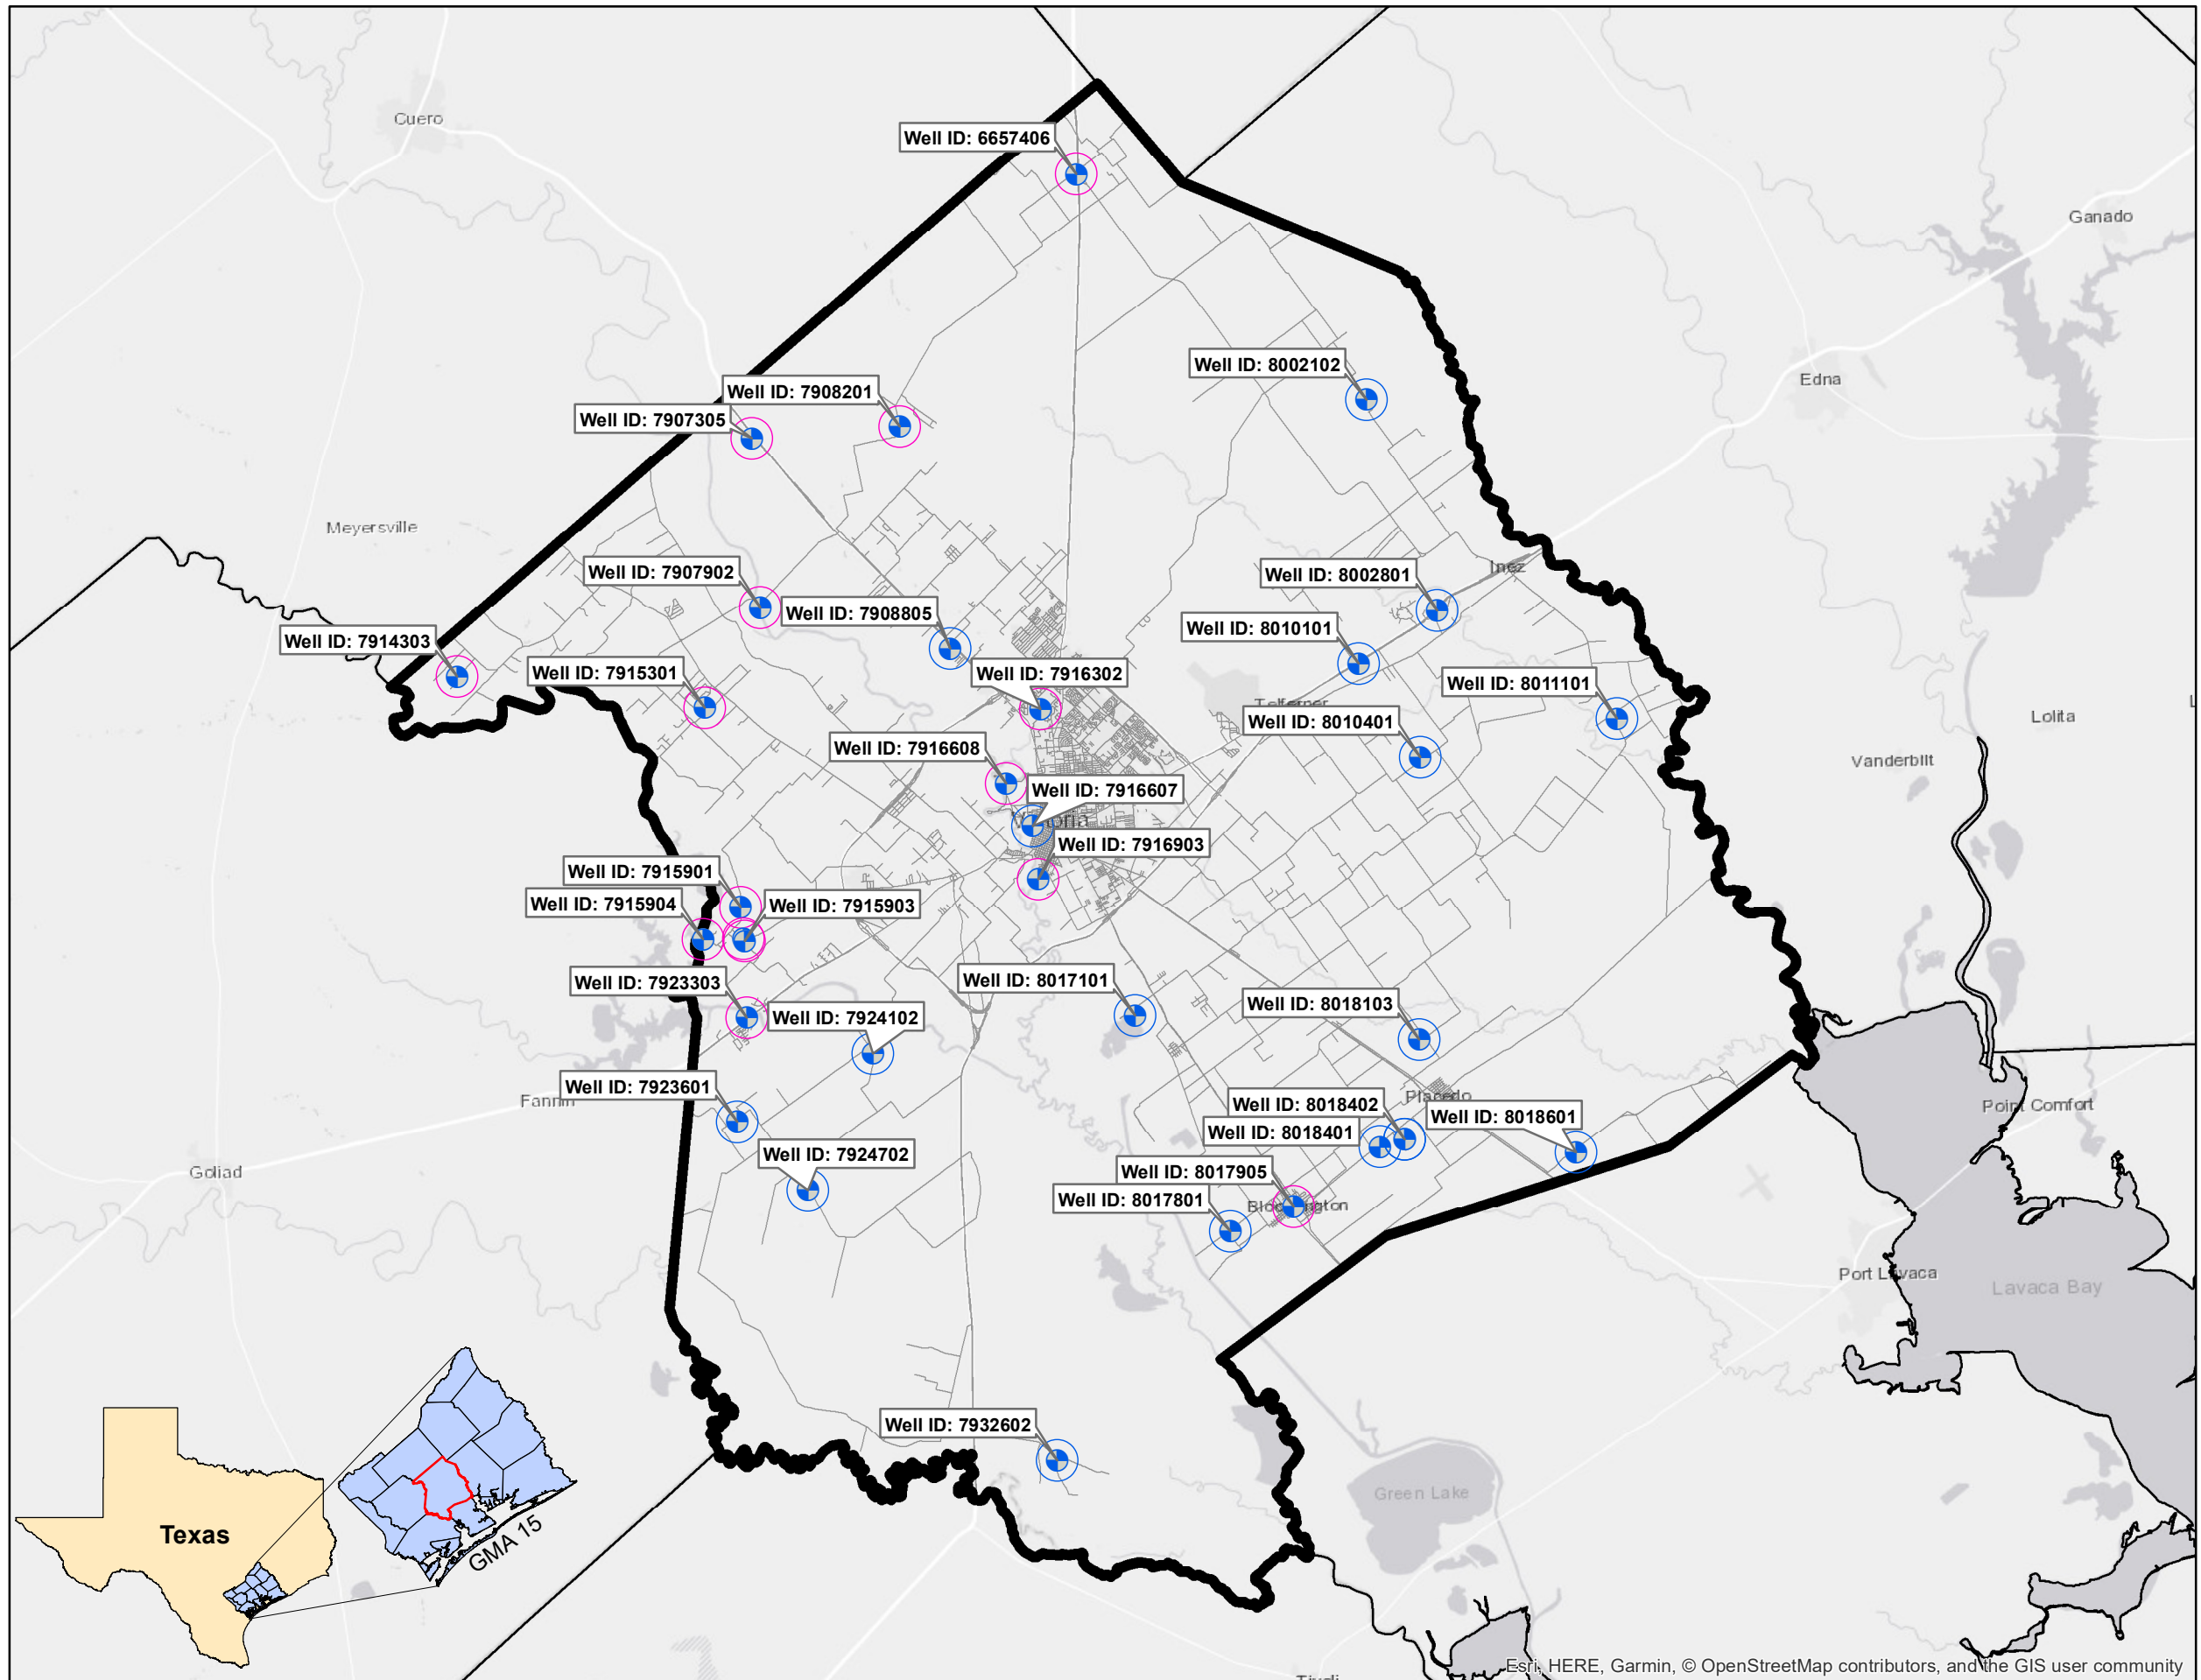 Cuero
Well ID: 6657406
Ganado
Well ID: 8002102
Edna
Well ID: 7908201
Well ID: 7907305
Meyersville
Well ID: 7907902
Well ID: 8002801
Inez
Well ID: 7908805
Well ID: 8010101
Well ID: 7914303
Well ID: 7915301
Well ID: 7916302
Well ID: 8011101
Telferner
Well ID: 8010401
Lolita
Well ID: 7916608
Vanderbilt
Well ID: 7916607
Well ID: 7916903
Well ID: 7915901
Well ID: 7915904
Well ID: 7915903
Well ID: 7923303
Well ID: 8017101
Well ID: 7924102
Well ID: 8018103
Well ID: 7923601
Fannin
Placedo
Well ID: 8018402
Point Comfort
Well ID: 8018601
Well ID: 8018401
Well ID: 7924702
Goliad
Well ID: 8017905
Well ID: 8017801
Bloomington
Port Lavaca
Lavaca Bay
Well ID: 7932602
Green Lake
Texas
GMA 15
Esri, HERE, Garmin, © OpenStreetMap contributors, and the GIS user community